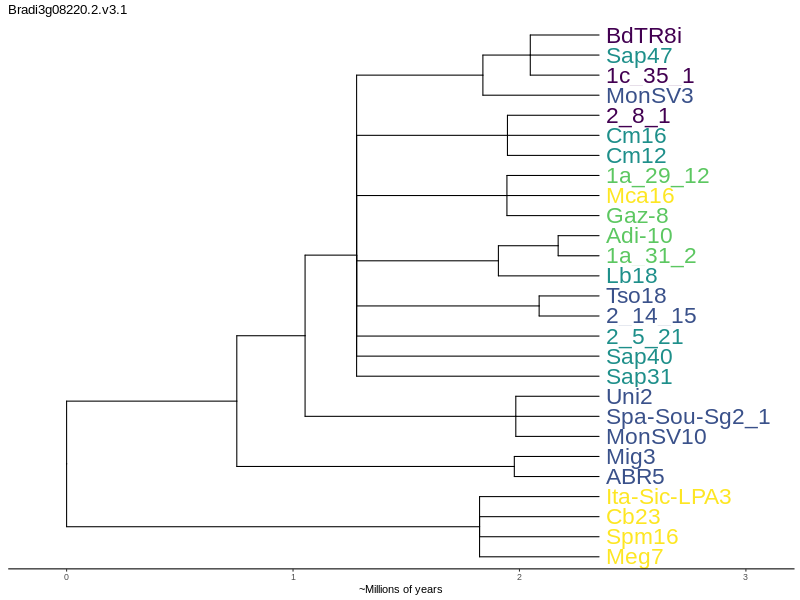 Bradi3g08220.2.v3.1
BdTR8i
Sap47
1c_35_1
MonSV3
2_8_1
Cm16
Cm12
1a_29_12
Mca16
Gaz-8
Adi-10
1a_31_2
Lb18
Tso18
2_14_15
2_5_21
Sap40
Sap31
Uni2
Spa-Sou-Sg2_1
MonSV10
Mig3
ABR5
Ita-Sic-LPA3
Cb23
Spm16
Meg7
0 1 2 3
~Millions of years